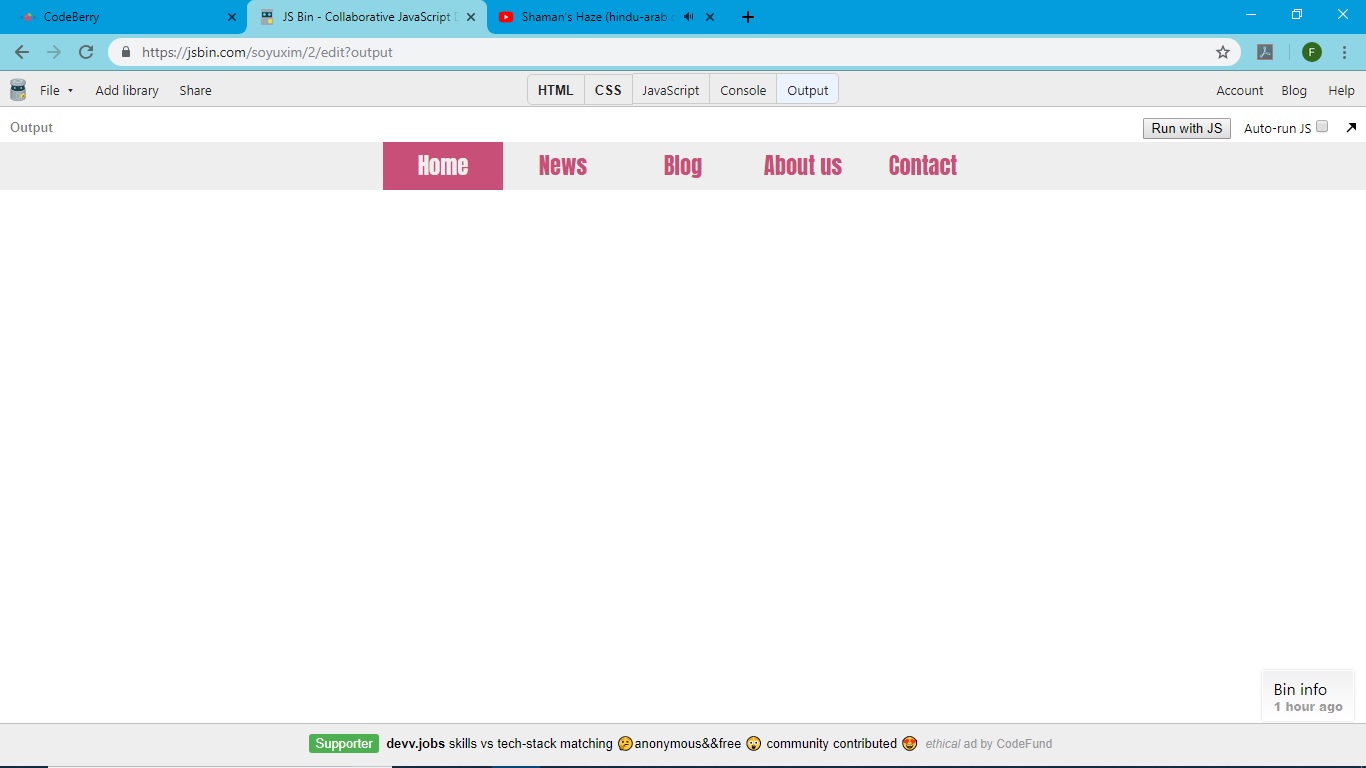 CodeBerry
JS Bin - Collaborative JavaScript
Shaman's Haze (hindu-arab
https://jsbin.com/soyuxim/2/edit?output
F
File
Add library
Share
HTML
CSS
JavaScript
Console
Output
Account
Blog
Help
Output
Run with JS
Auto-run JS
Home
News
Blog
About us
Contact
Bin info
1 hour ago
Supporter devv.jobs skills vs tech-stack matching 🤔anonymous&&free 😲 community contributed 😍 ethical ad by CodeFund